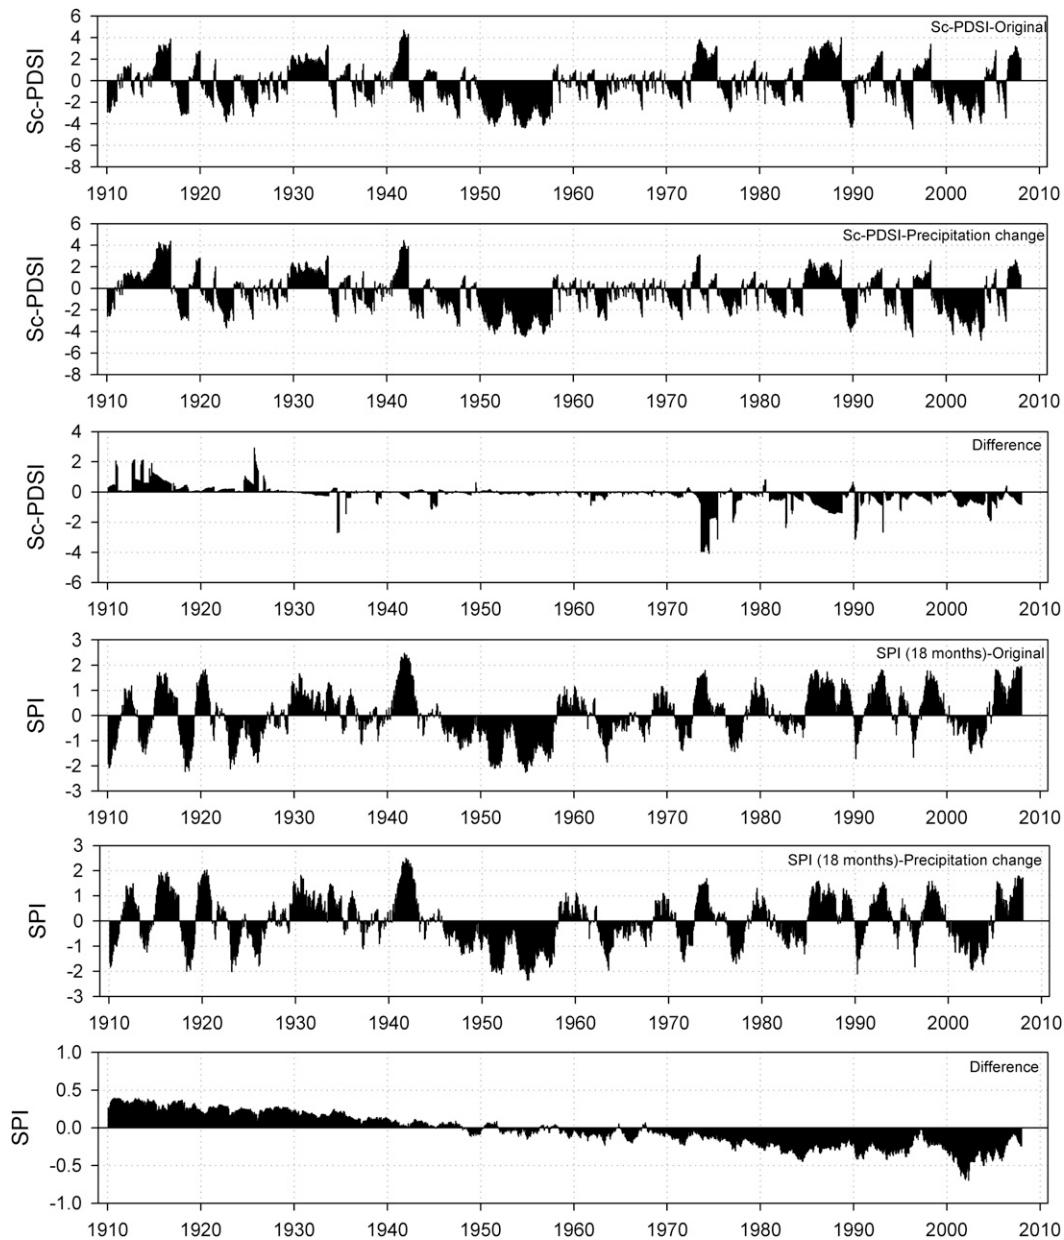 Sc-PDSI-Original
Sc-PDSI
6
4
2
0
-2
-4
-6
-8
1910 1920 1930 1940 1950 1960 1970 1980 1990 2000 2010
Sc-PDSI-Precipitation change
Sc-PDSI
6
4
2
0
-2
-4
-6
-8
1910 1920 1930 1940 1950 1960 1970 1980 1990 2000 2010
Difference
Sc-PDSI
4
2
0
-2
-4
-6
1910 1920 1930 1940 1950 1960 1970 1980 1990 2000 2010
SPI (18 months)-Original
SPI
3
2
1
0
-1
-2
-3
1910 1920 1930 1940 1950 1960 1970 1980 1990 2000 2010
SPI (18 months)-Precipitation change
SPI
3
2
1
0
-1
-2
-3
1910 1920 1930 1940 1950 1960 1970 1980 1990 2000 2010
Difference
SPI
1.0
0.5
0.0
-0.5
-1.0
1910 1920 1930 1940 1950 1960 1970 1980 1990 2000 2010